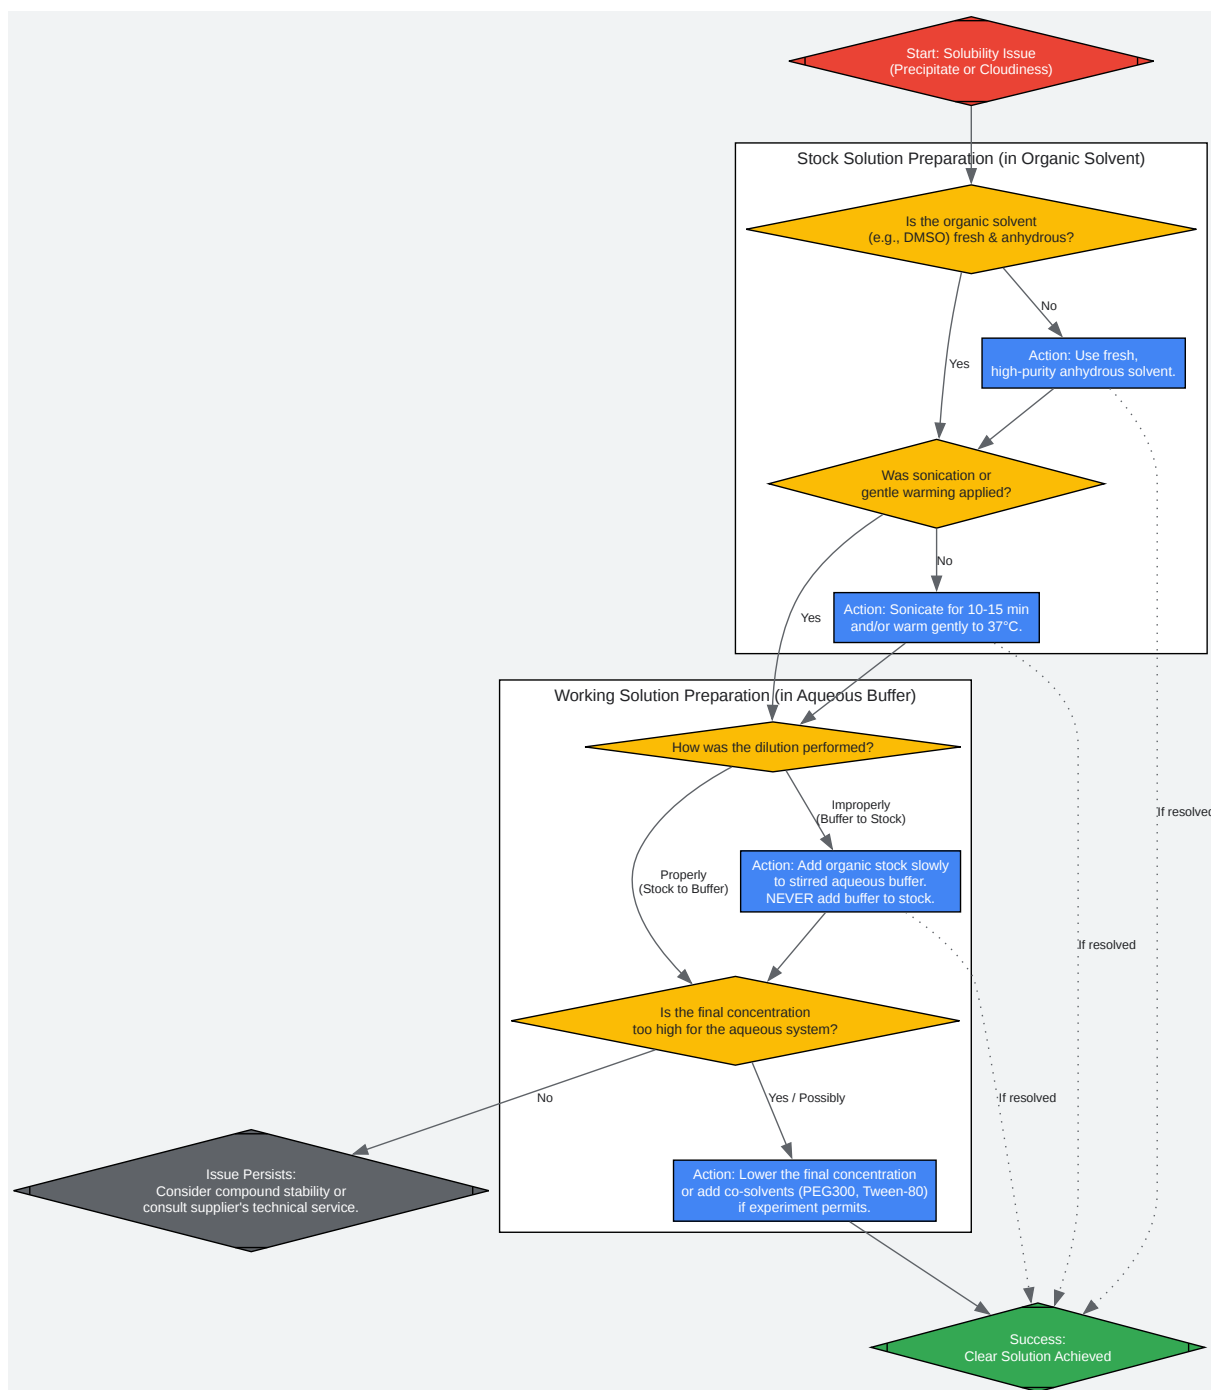 Start: Solubility Issue
(Precipitate or Cloudiness)
Stock Solution Preparation (in Organic Solvent)
Is the organic solvent
(e.g., DMSO) fresh & anhydrous?
No
Action: Use fresh,
high-purity anhydrous solvent.
Yes
Was sonication or
gentle warming applied?
No
Action: Sonicate for 10-15 min
and/or warm gently to 37°C.
Yes
Working Solution Preparation (in Aqueous Buffer)
How was the dilution performed?
Improperly
(Buffer to Stock)
If resolved
Action: Add organic stock slowly
to stirred aqueous buffer.
NEVER add buffer to stock.
Properly
(Stock to Buffer)
If resolved
Is the final concentration
too high for the aqueous system?
No
Yes / Possibly
If resolved
Issue Persists:
Consider compound stability or
consult supplier's technical service.
Action: Lower the final concentration
or add co-solvents (PEG300, Tween-80)
if experiment permits.
Success:
Clear Solution Achieved